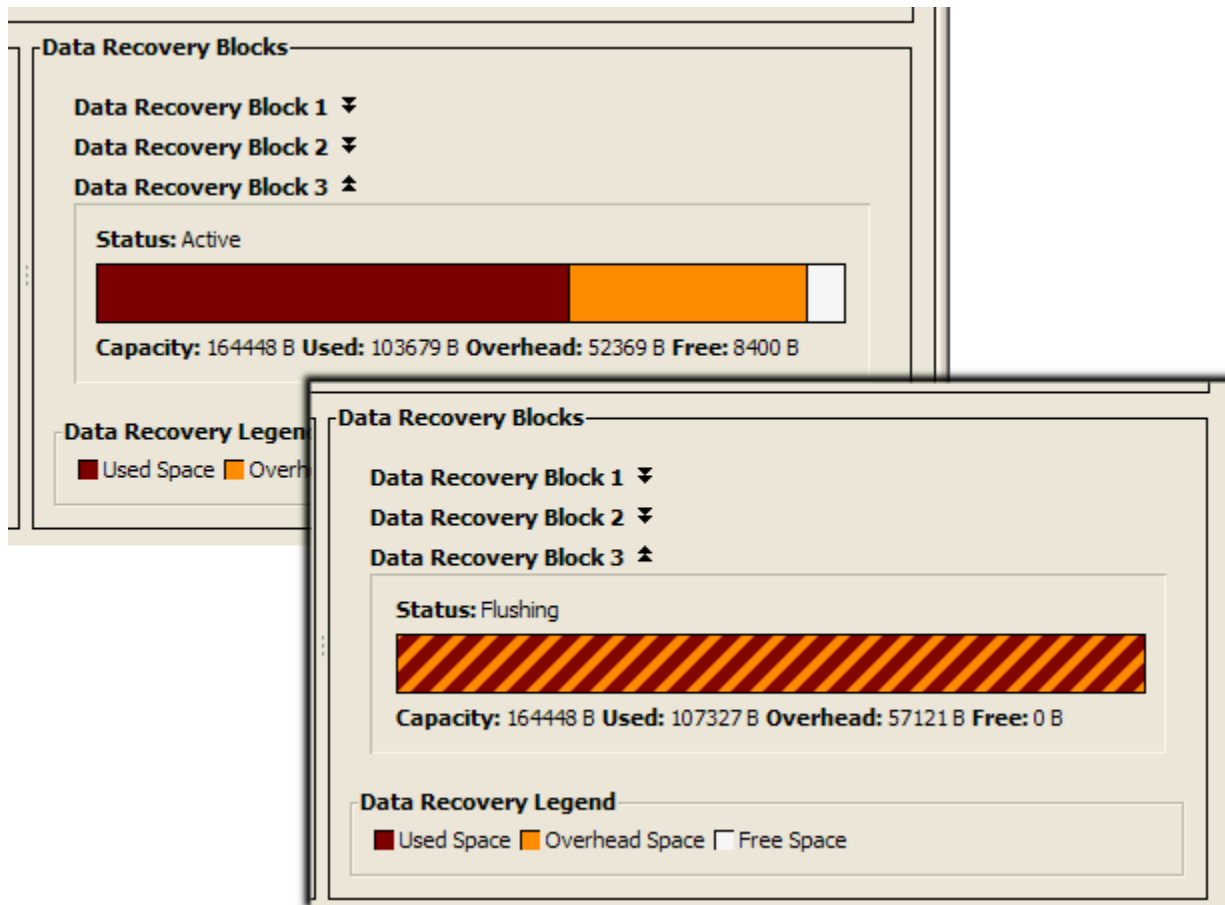 Data Recovery Blocks
Data Recovery Block 1
Data Recovery Block 2
Data Recovery Block 3
Status: Active
Capacity: 164448 B Used: 103679 B Overhead: 52369 B Free: 8400 B
Data Recovery
Used Space
Data Recovery Blocks
Data Recovery Block 1
Data Recovery Block 2
Data Recovery Block 3
Status: Flushing
Capacity: 164448 B Used: 107327 B Overhead: 57121 B Free: 0 B
Data Recovery Legend
Used Space Overhead Space Free Space